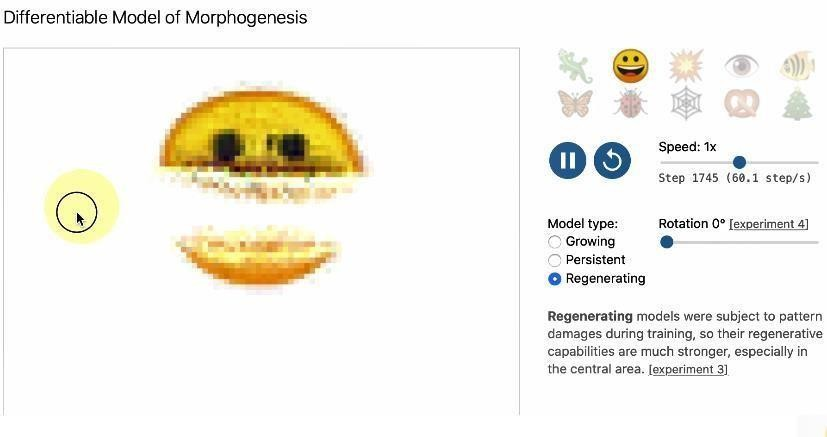 Differentiable Model of Morphogenesis
Speed: 1x
Step 1745 (60.1 step/s)
Model type:
Rotation 0° [experiment 4]
Growing
Persistent
Regenerating
Regenerating models were subject to pattern
damages during training, so their regenerative
capabilities are much stronger, especially in
the central area. [experiment 3]